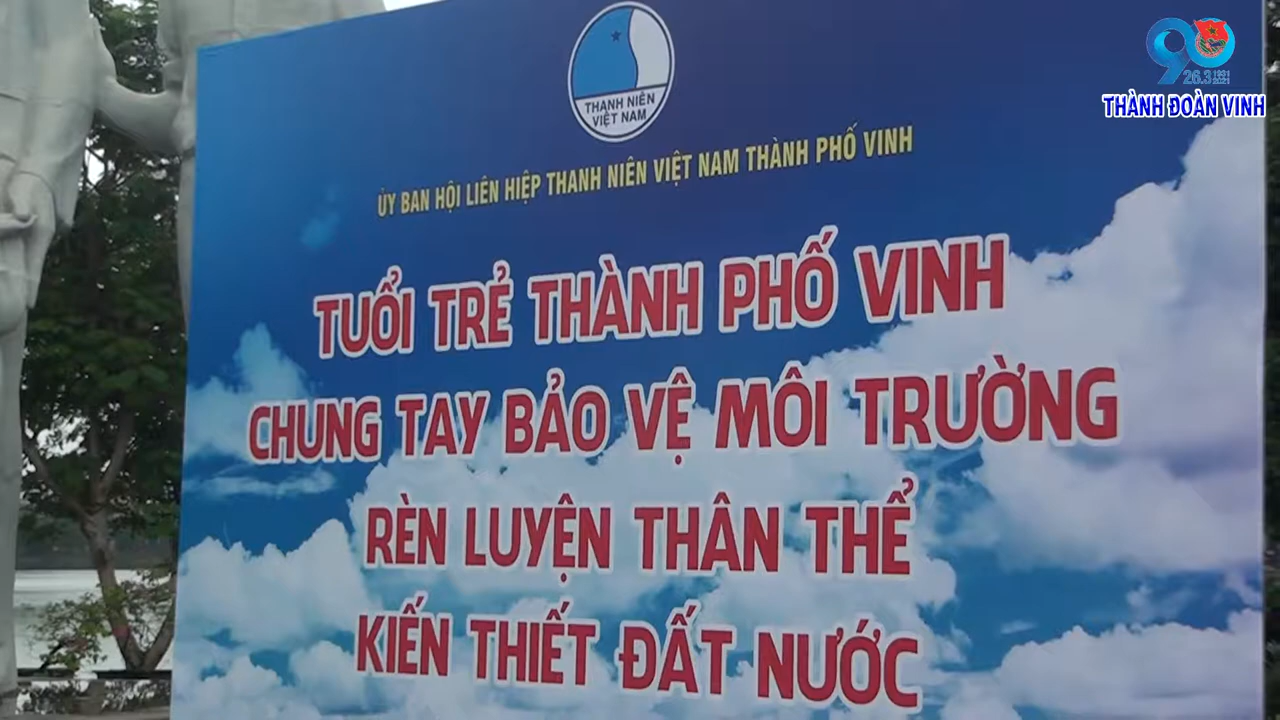 THANH NIÊN
VIỆT NAM
26.3
1931
2021
THÀNH ĐOÀN VINH
ỦY BAN HỘI LIÊN HIỆP THANH NIÊN VIỆT NAM THÀNH PHỐ VINH
TUỔI TRẺ THÀNH PHỐ VINH
CHUNG TAY BẢO VỆ MÔI TRƯỜNG
RÈN LUYỆN THÂN THỂ
KIẾN THIẾT ĐẤT NƯỚC